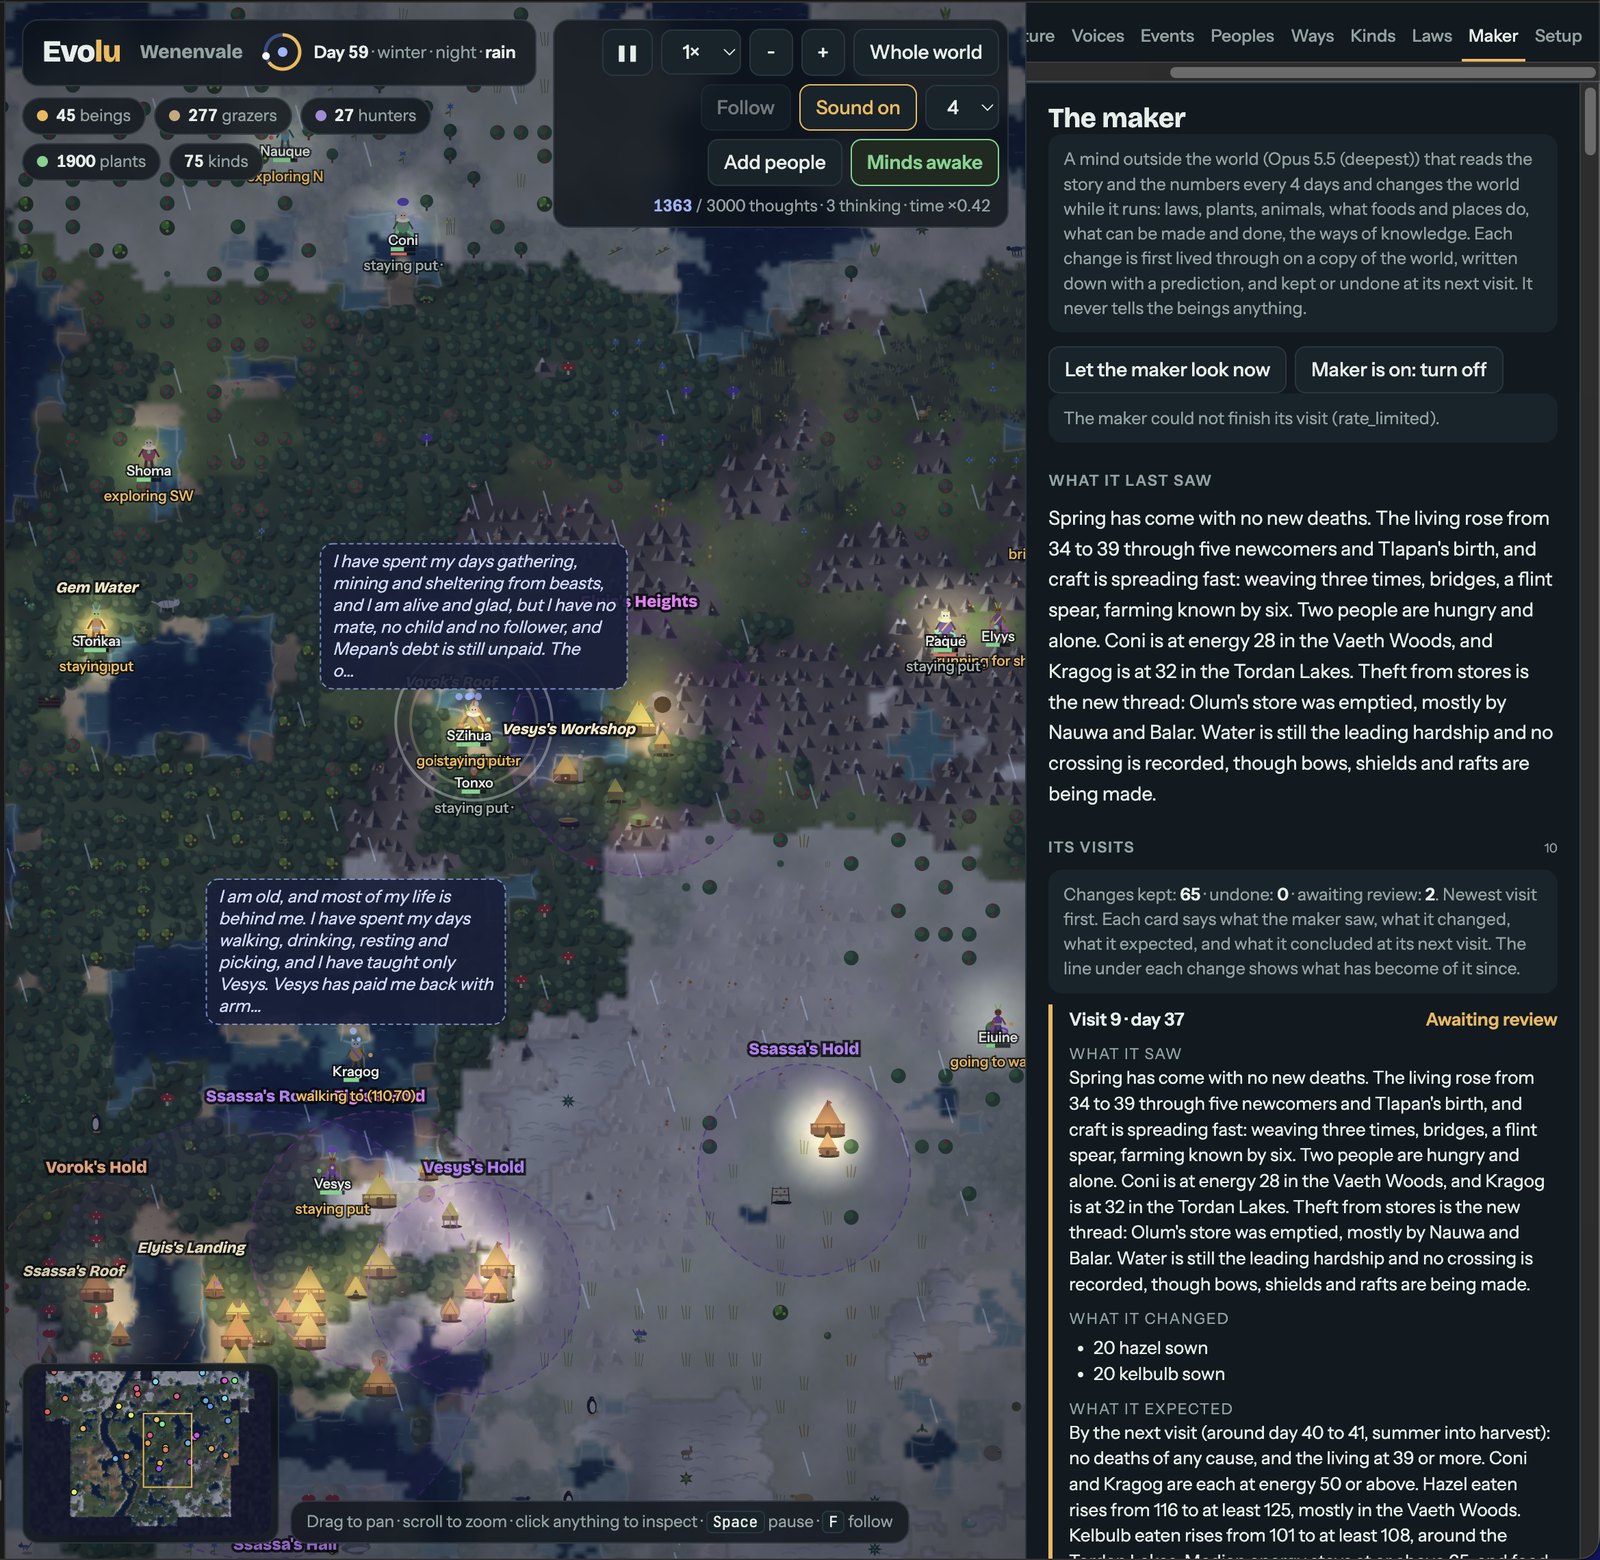 Evolu Wenenvale Day 59 · winter · night · rain
45 beings 277 grazers 27 hunters
1900 plants 75 kinds
1× - + Whole world
Follow Sound on 4
Add people Minds awake
1363 / 3000 thoughts · 3 thinking · time ×0.42
Nauque
exploring N
Coni
staying put
Shoma
exploring SW
Gem Water
staying put
I have spent my days gathering,
mining and sheltering from beasts,
and I am alive and glad, but I have no
mate, no child and no follower, and
Mepan's debt is still unpaid. The
o...
Heights
Paqué Elyys
staying put running for sh
Vorok's Roof
Zihua
Vesys's Workshop
staying put
Tonxo
staying put
I am old, and most of my life is
behind me. I have spent my days
walking, drinking, resting and
picking, and I have taught only
Vesys. Vesys has paid me back with
arm...
Kragog
walking to (110,70)
Ssassa's Hold
Eiuine
going to wa
Vorok's Hold
Vesys's Hold
Vesys
staying put
Elyis's Landing
Ssassa's Roof
Ssassa's Hall
Drag to pan · scroll to zoom · click anything to inspect · Space pause · F follow
ture Voices Events Peoples Ways Kinds Laws Maker Setup
The maker
A mind outside the world (Opus 5.5 (deepest)) that reads the
story and the numbers every 4 days and changes the world
while it runs: laws, plants, animals, what foods and places do,
what can be made and done, the ways of knowledge. Each
change is first lived through on a copy of the world, written
down with a prediction, and kept or undone at its next visit. It
never tells the beings anything.
Let the maker look now Maker is on: turn off
The maker could not finish its visit (rate_limited).
WHAT IT LAST SAW
Spring has come with no new deaths. The living rose from
34 to 39 through five newcomers and Tlapan's birth, and
craft is spreading fast: weaving three times, bridges, a flint
spear, farming known by six. Two people are hungry and
alone. Coni is at energy 28 in the Vaeth Woods, and
Kragog is at 32 in the Tordan Lakes. Theft from stores is
the new thread: Olum's store was emptied, mostly by
Nauwa and Balar. Water is still the leading hardship and no
crossing is recorded, though bows, shields and rafts are
being made.
ITS VISITS 10
Changes kept: 65 · undone: 0 · awaiting review: 2. Newest visit
first. Each card says what the maker saw, what it changed,
what it expected, and what it concluded at its next visit. The
line under each change shows what has become of it since.
Visit 9 · day 37 Awaiting review
WHAT IT SAW
Spring has come with no new deaths. The living rose from
34 to 39 through five newcomers and Tlapan's birth, and
craft is spreading fast: weaving three times, bridges, a flint
spear, farming known by six. Two people are hungry and
alone. Coni is at energy 28 in the Vaeth Woods, and Kragog
is at 32 in the Tordan Lakes. Theft from stores is the new
thread: Olum's store was emptied, mostly by Nauwa and
Balar. Water is still the leading hardship and no crossing is
recorded, though bows, shields and rafts are being made.
WHAT IT CHANGED
• 20 hazel sown
• 20 kelbulb sown
WHAT IT EXPECTED
By the next visit (around day 40 to 41, summer into harvest):
no deaths of any cause, and the living at 39 or more. Coni
and Kragog are each at energy 50 or above. Hazel eaten
rises from 116 to at least 125, mostly in the Vaeth Woods.
Kelbulb eaten rises from 101 to at least 108, around the